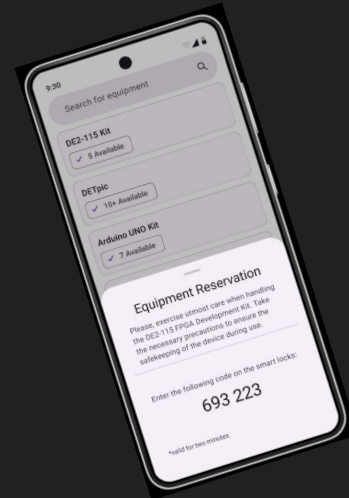 9:30
Search for equipment
DE2-115 Kit
✓ 5 Available
DETpic
✓ 10+ Available
Arduino UNO Kit
✓ 7 Available
Equipment Reservation
Please, exercise utmost care when handling
the DE2-115 FPGA Development Kit. Take
the necessary precautions to ensure the
safekeeping of the device during use.
Enter the following code on the smart locks:
693 223
*valid for two minutes